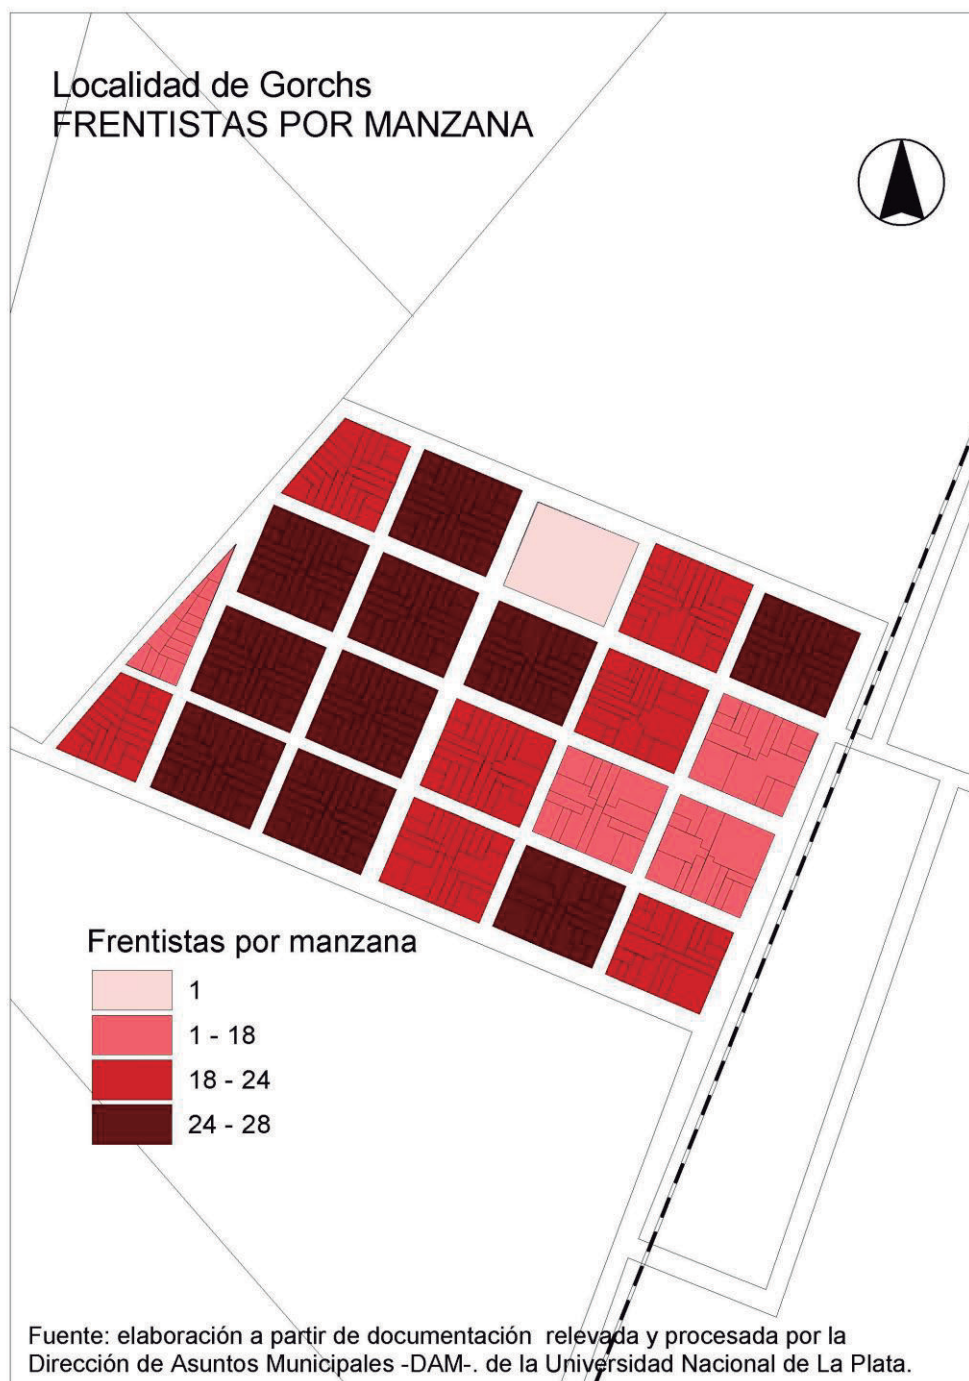 Localidad de Gorchs
FRENTISTAS POR MANZANA
Frentistas por manzana
1
1 - 18
18 - 24
24 - 28
Fuente: elaboración a partir de documentación relevada y procesada por la
Dirección de Asuntos Municipales -DAM-. de la Universidad Nacional de La Plata.